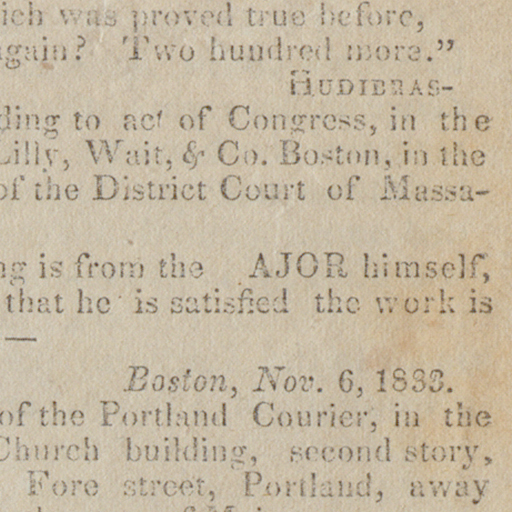 ich was proved true before,
again? Two hundred more."
HUDIBRAS-
ding to act of Congress, in the
Lilly, Wait, & Co. Boston, in the
of the District Court of Massa-
ng is from the AJOR himself,
that he is satisfied the work is
—
Boston, Nov. 6, 1833.
of the Portland Courier, in the
Church building, second story,
Fore street, Portland, away